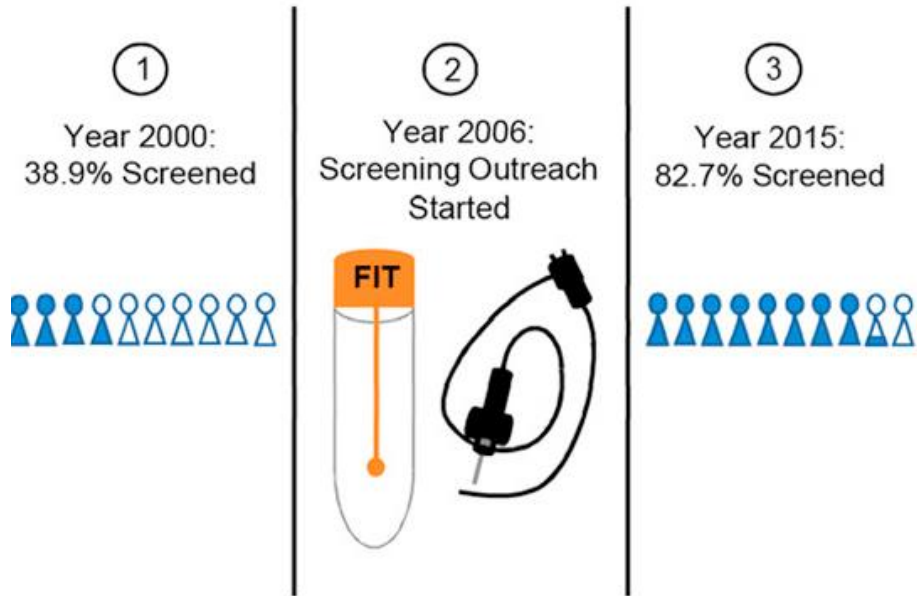 1
Year 2000:
38.9% Screened
2
Year 2006:
Screening Outreach
Started
FIT
3
Year 2015:
82.7% Screened